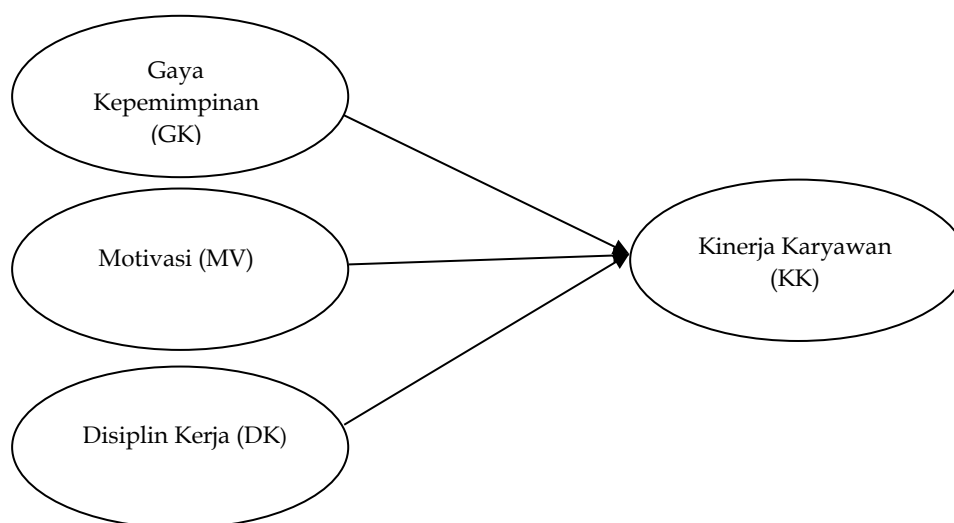 Gaya
Kepemimpinan
(GK)
Motivasi (MV)
Disiplin Kerja (DK)
Kinerja Karyawan
(KK)